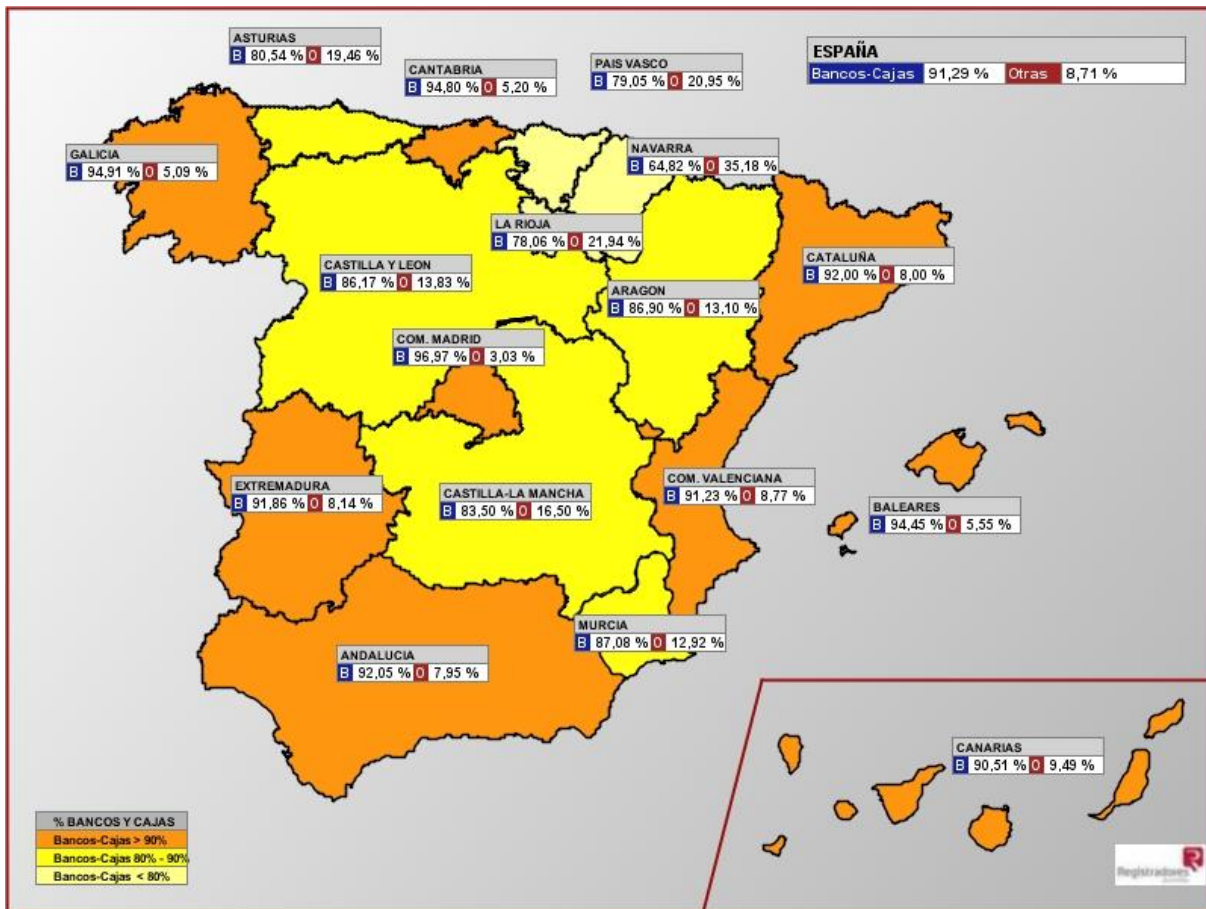 ASTURIAS
B 80,54 % O 19,46 %
CANTABRIA
B 94,80 % O 5,20 %
PAIS VASCO
B 79,05 % O 20,95 %
ESPAÑA
Bancos-Cajas 91,29 % Otras 8,71 %
GALICIA
B 94,91 % O 5,09 %
NAVARRA
B 64,82 % O 35,18 %
LA RIOJA
B 78,06 % O 21,94 %
CASTILLA Y LEON
B 86,17 % O 13,83 %
CATALUÑA
B 92,00 % O 8,00 %
ARAGON
B 86,90 % O 13,10 %
COM. MADRID
B 96,97 % O 3,03 %
EXTREMADURA
B 91,86 % O 8,14 %
CASTILLA-LA MANCHA
B 83,50 % O 16,50 %
COM. VALENCIANA
B 91,23 % O 8,77 %
BALEARES
B 94,45 % O 5,55 %
MURCIA
B 87,08 % O 12,92 %
ANDALUCIA
B 92,05 % O 7,95 %
CANARIAS
B 90,51 % O 9,49 %
% BANCOS Y CAJAS
Bancos-Cajas > 90%
Bancos-Cajas 80% - 90%
Bancos-Cajas < 80%
Registradores